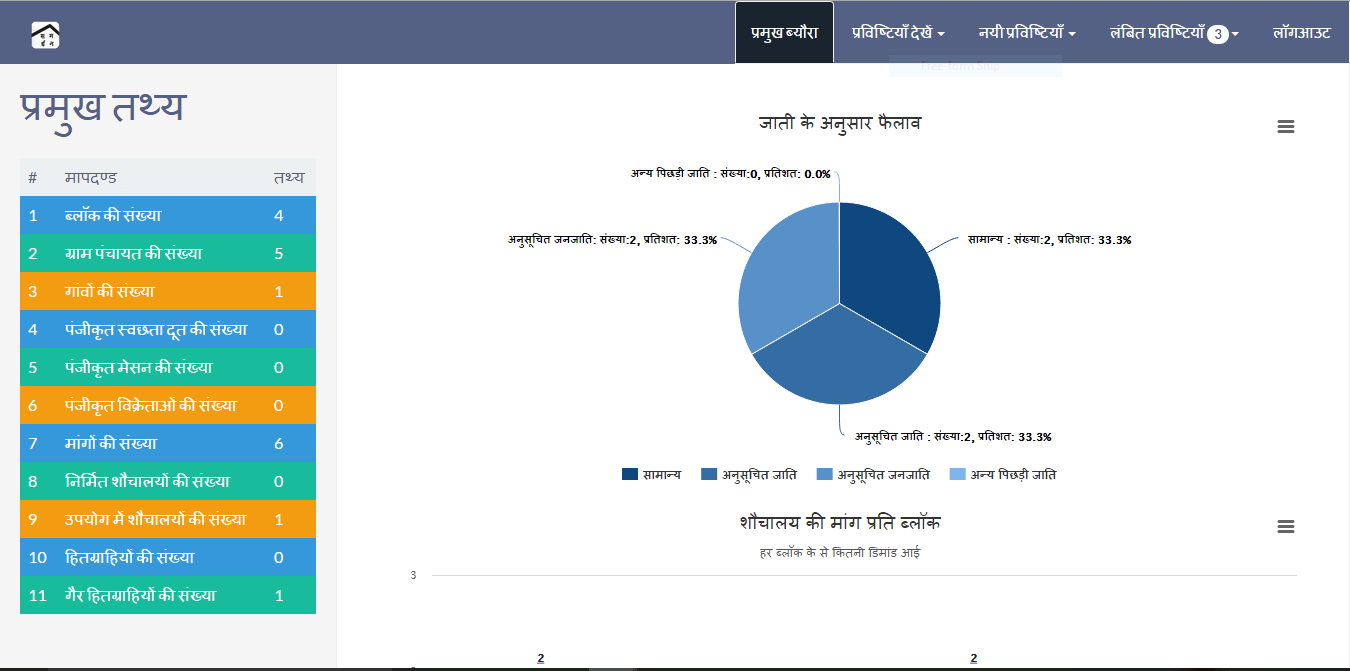 प्रमुख ब्यौरा प्रविष्टियाँ देखें नयी प्रविष्टियाँ लंबित प्रविष्टियाँ 3 लॉगआउट
Free-form Snip
प्रमुख तथ्य
# मापदण्ड तथ्य
1 ब्लॉक की संख्या 4
2 ग्राम पंचायत की संख्या 5
3 गांवों की संख्या 1
4 पंजीकृत स्वछता दूत की संख्या 0
5 पंजीकृत मेसन की संख्या 0
6 पंजीकृत विक्रेताओं की संख्या 0
7 मांगों की संख्या 6
8 निर्मित शौचालयों की संख्या 0
9 उपयोग में शौचालयों की संख्या 1
10 हितग्राहियों की संख्या 0
11 गैर हितग्राहियों की संख्या 1
जाती के अनुसार फैलाव
अन्य पिछड़ी जाति : संख्या:0, प्रतिशत: 0.0%
अनुसूचित जनजाति: संख्या:2, प्रतिशत: 33.3%
सामान्य : संख्या:2, प्रतिशत: 33.3%
अनुसूचित जाति : संख्या:2, प्रतिशत: 33.3%
सामान्य अनुसूचित जाति अनुसूचित जनजाति अन्य पिछड़ी जाति
शौचालय की मांग प्रति ब्लॉक
हर ब्लॉक के से कितनी डिमांड आई
3
2 2